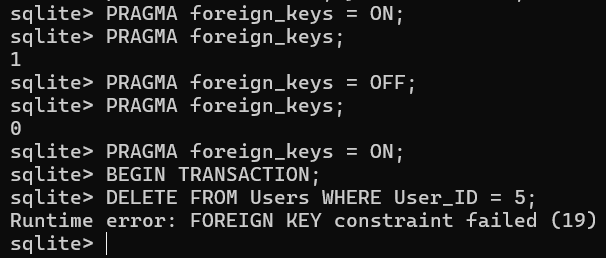 sqlite> PRAGMA foreign_keys = ON;
sqlite> PRAGMA foreign_keys;
1
sqlite> PRAGMA foreign_keys = OFF;
sqlite> PRAGMA foreign_keys;
0
sqlite> PRAGMA foreign_keys = ON;
sqlite> BEGIN TRANSACTION;
sqlite> DELETE FROM Users WHERE User_ID = 5;
Runtime error: FOREIGN KEY constraint failed (19)
sqlite>